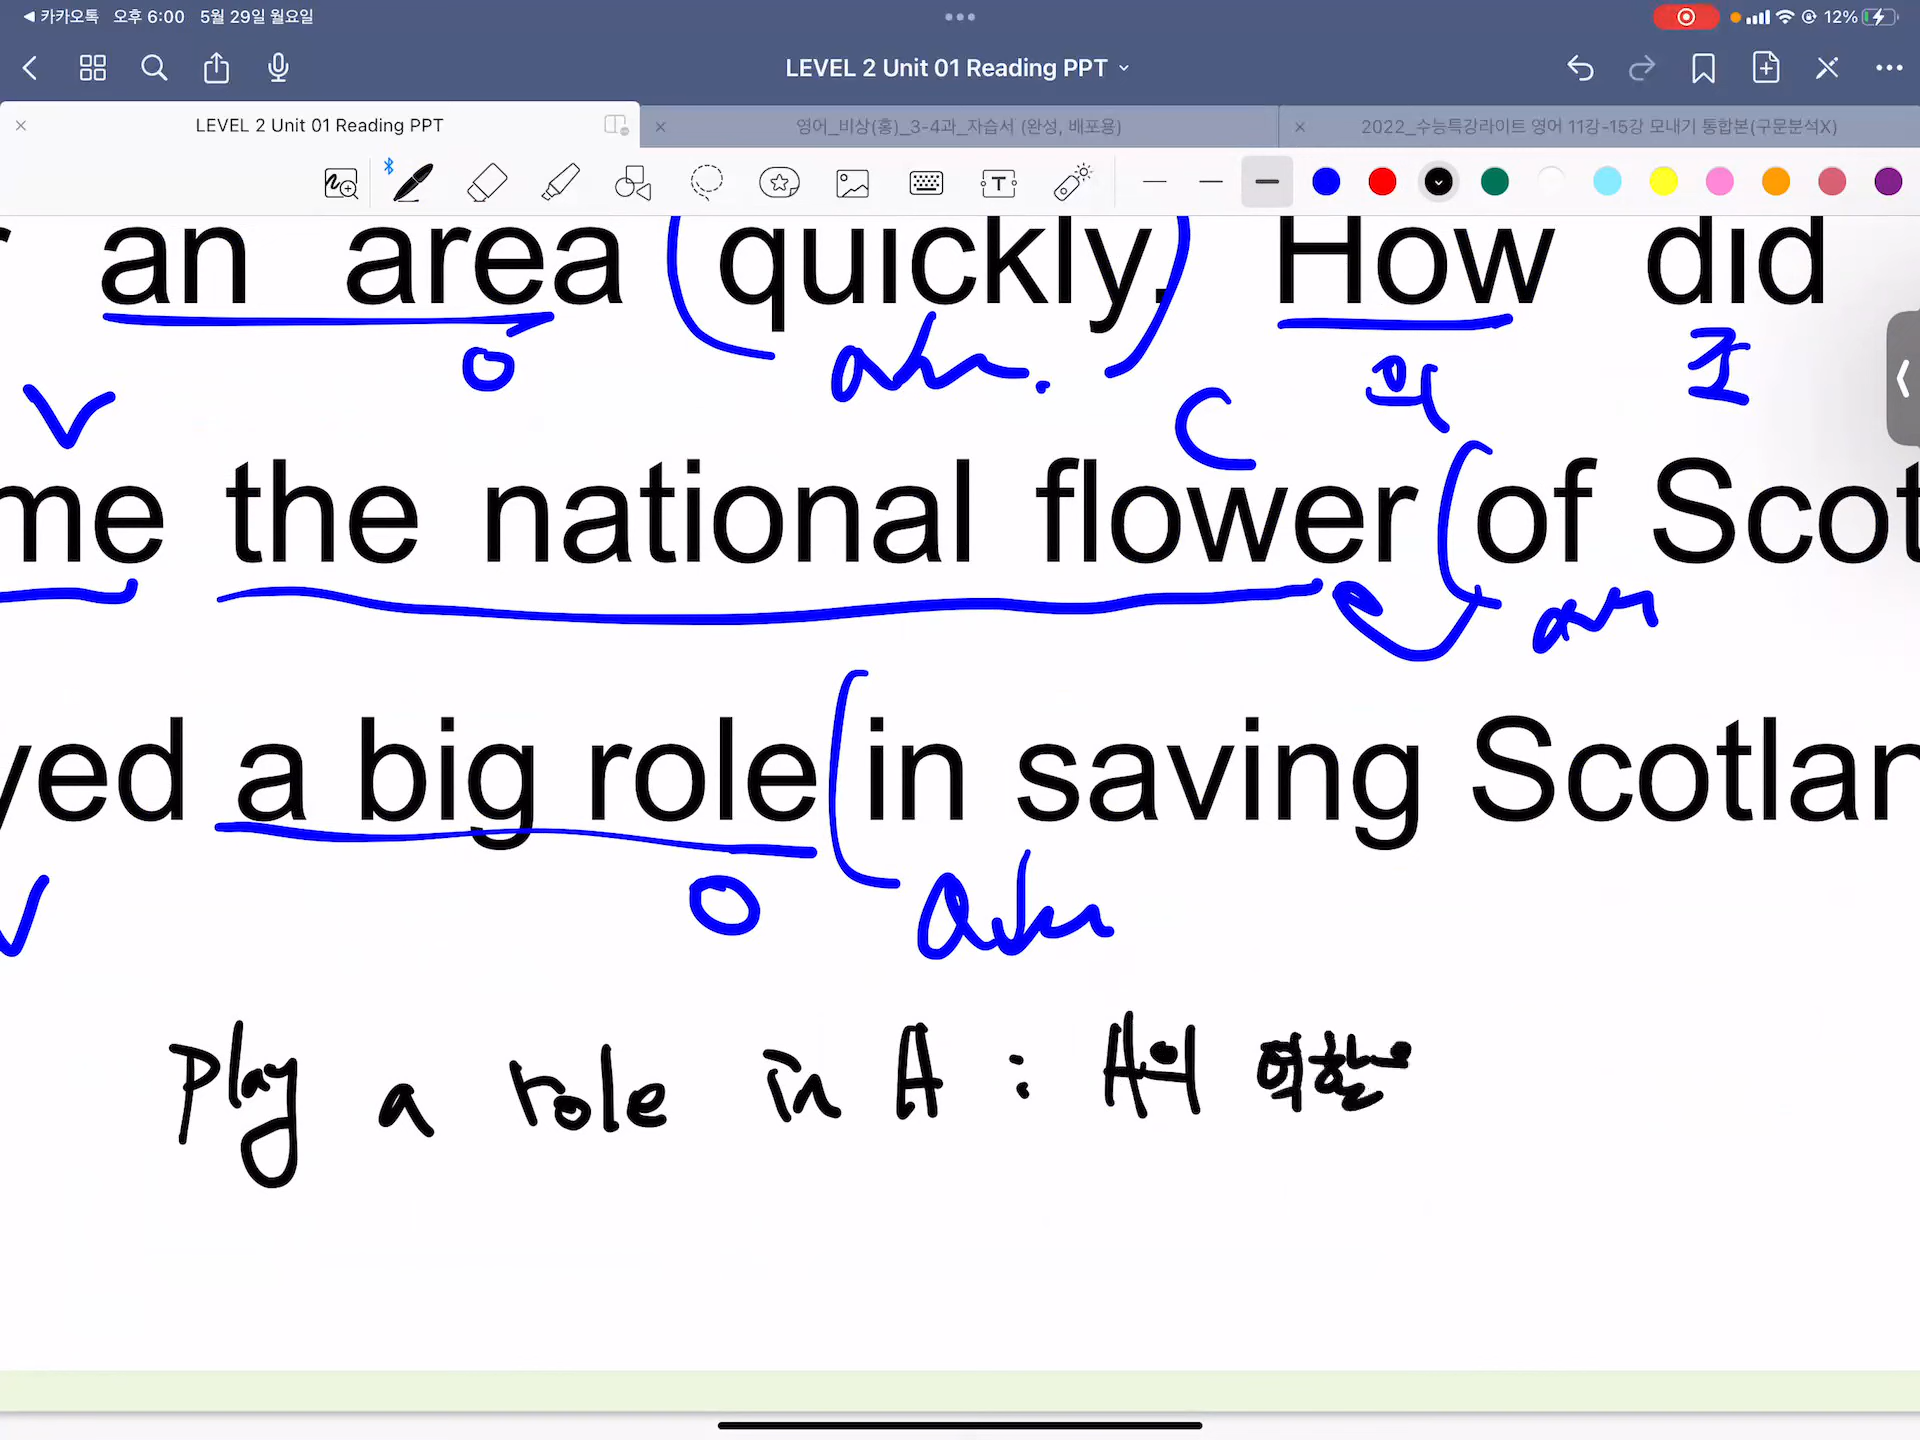 카카오톡 오후 6:00 5월 29일 월요일 12%
LEVEL 2 Unit 01 Reading PPT
LEVEL 2 Unit 01 Reading PPT 영어_비상(홍)_3-4과_자습서 (완성, 배포용) 2022_수능특강라이트 영어 11강-15강 모내기 통합본(구문분석X)
T
an area (quickly.) How did
O adv. 의 조
V C
me the national flower (of Scot
yed a big role (in saving Scotlan
V O adv
Play a role in A : A의 역할